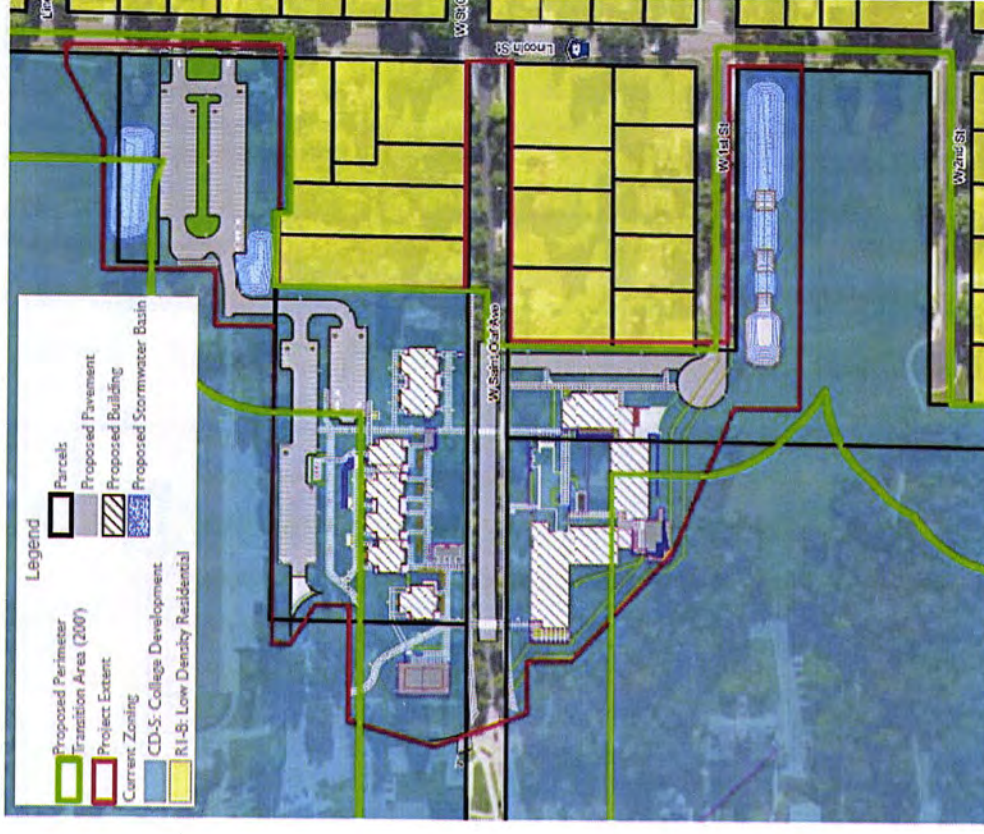 Legend
Proposed Perimeter
Transition Area (200')
Project Extent
Current Zoning
CD-S: College Development
R1-B: Low Density Residential
Parcels
Proposed Pavement
Proposed Building
Proposed Stormwater Basin
Lincoln St
W Saint Olaf Ave
W 1st St
W 2nd St